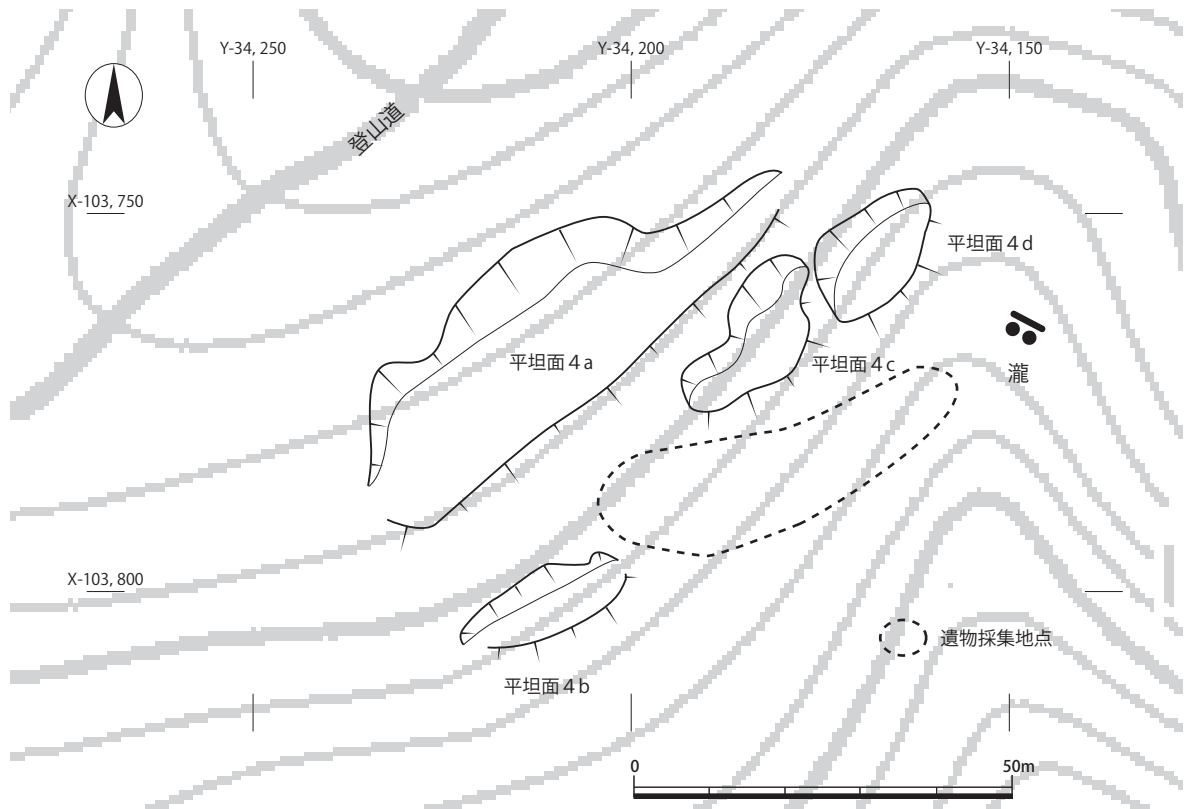 Y-34, 250
Y-34, 200
Y-34, 150
登山道
X-103, 750
平坦面４d
平坦面４a
平坦面４c
瀧
X-103, 800
遺物採集地点
平坦面４b
0
50m